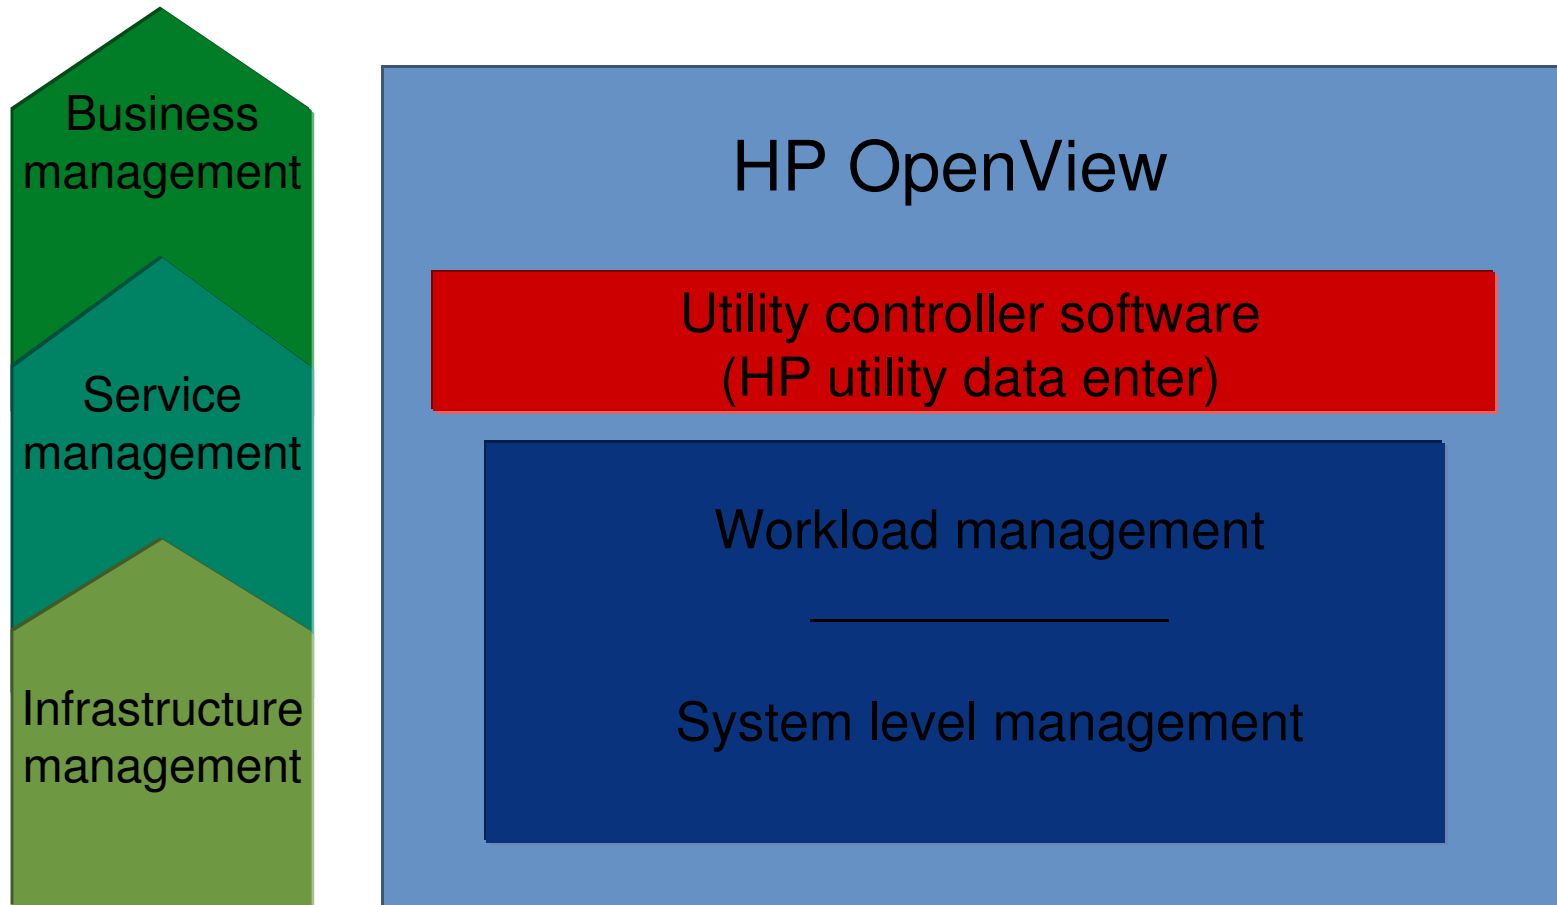 Business
management
Service
management
Infrastructure
management
HP OpenView
Utility controller software
(HP utility data enter)
Workload management
System level management